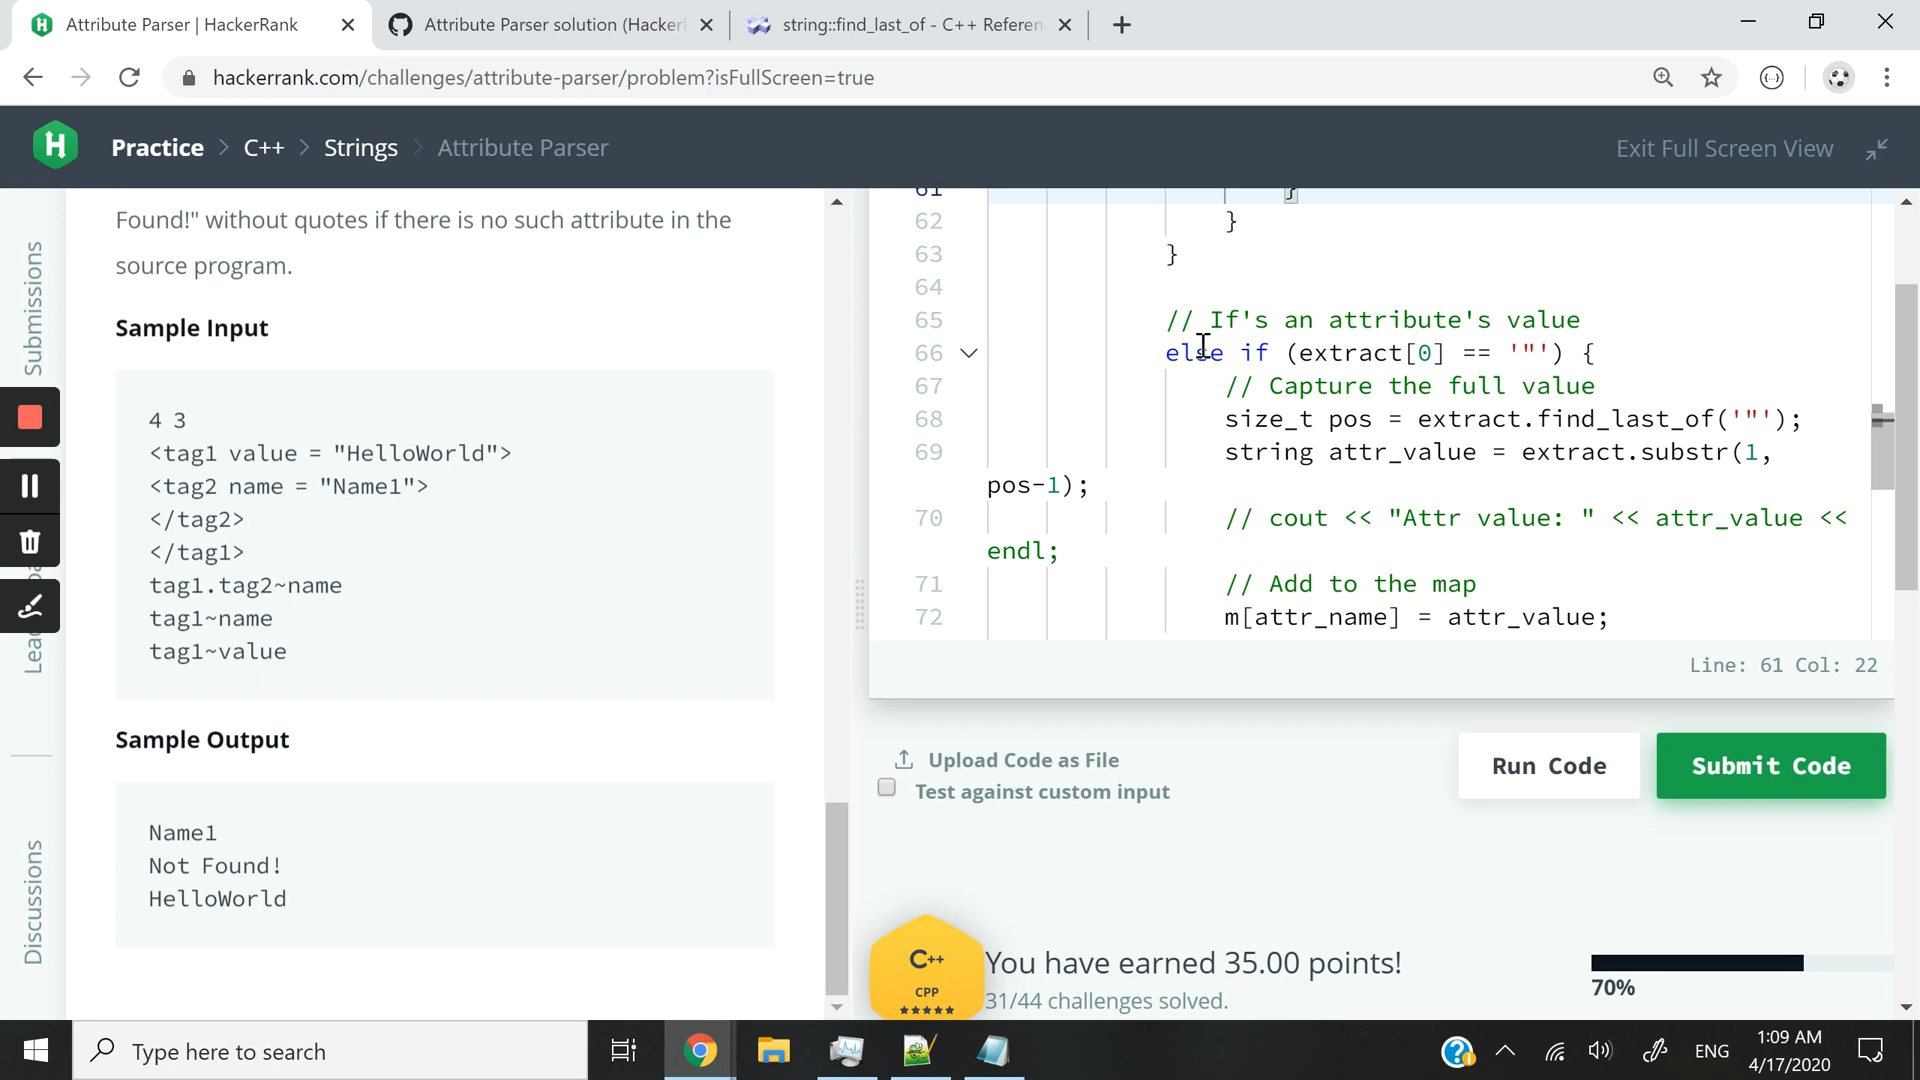 Attribute Parser | HackerRank
Attribute Parser solution (Hacker
string::find_last_of - C++ Referen
hackerrank.com/challenges/attribute-parser/problem?isFullScreen=true
H
Practice > C++ > Strings > Attribute Parser
Exit Full Screen View
Submissions
Discussions
Found!" without quotes if there is no such attribute in the
source program.
Sample Input
4 3
<tag1 value = "HelloWorld">
<tag2 name = "Name1">
</tag2>
</tag1>
tag1.tag2~name
tag1~name
tag1~value
Sample Output
Name1
Not Found!
HelloWorld
61 }
62 }
63 }
64
65 // If's an attribute's value
66 else if (extract[0] == '"') {
67 // Capture the full value
68 size_t pos = extract.find_last_of('"');
69 string attr_value = extract.substr(1,
pos-1);
70 // cout << "Attr value: " << attr_value <<
endl;
71 // Add to the map
72 m[attr_name] = attr_value;
Line: 61 Col: 22
Upload Code as File
Test against custom input
Run Code
Submit Code
C++
CPP
You have earned 35.00 points!
31/44 challenges solved.
70%
Type here to search
ENG
1:09 AM
4/17/2020